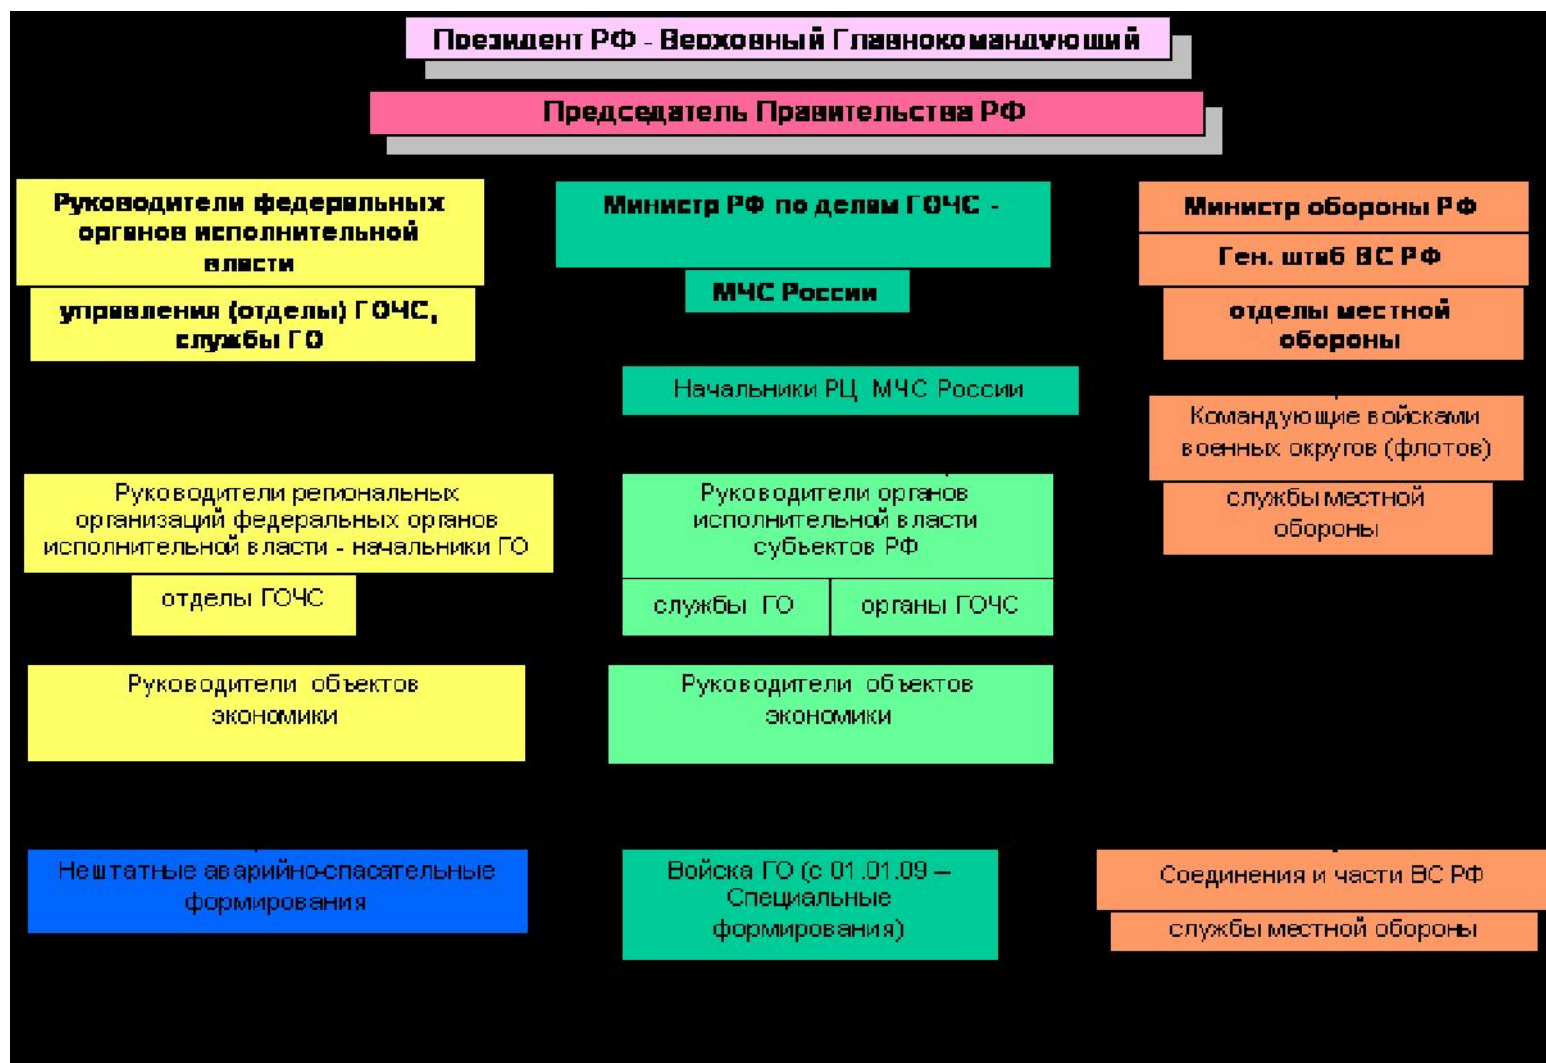 Президент РФ - Верховный Главнокомандующий
Председатель Правительства РФ
Руководители федеральных
органов исполнительной
власти
управления (отделы) ГОЧС,
службы ГО
Министр РФ по делам ГОЧС -
МЧС России
Министр обороны РФ
Ген. штаб ВС РФ
отделы местной
обороны
Начальники РЦ МЧС России
Командующие войсками
военных округов (флотов)
службы местной
обороны
Руководители региональных
организаций федеральных органов
исполнительной власти - начальники ГО
отделы ГОЧС
Руководители органов
исполнительной власти
субъектов РФ
службы ГО
органы ГОЧС
Руководители объектов
экономики
Руководители объектов
экономики
Нештатные аварийно-спасательные
формирования
Войска ГО (с 01.01.09 –
Специальные
формирования)
Соединения и части ВС РФ
службы местной обороны